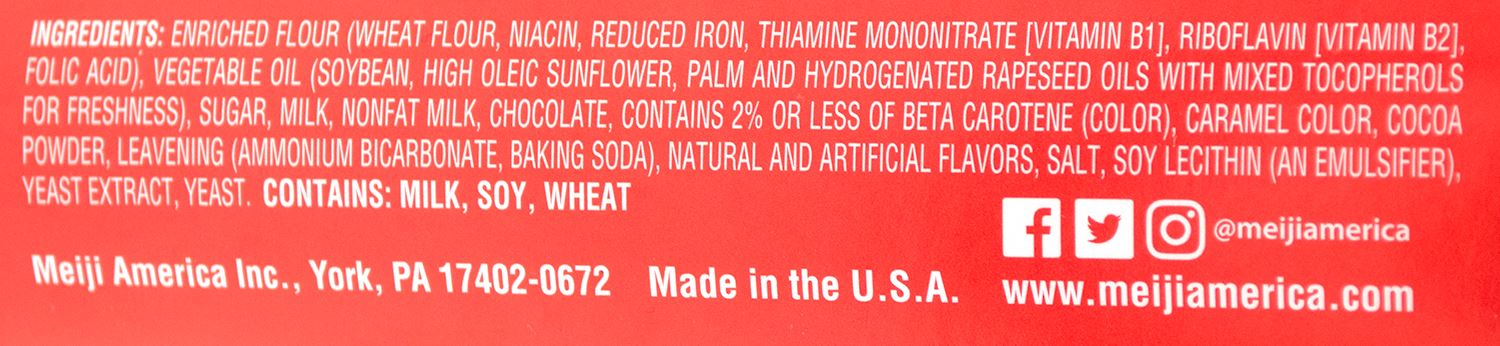 INGREDIENTS: ENRICHED FLOUR (WHEAT FLOUR, NIACIN, REDUCED IRON, THIAMINE MONONITRATE [VITAMIN B1], RIBOFLAVIN [VITAMIN B2],
FOLIC ACID), VEGETABLE OIL (SOYBEAN, HIGH OLEIC SUNFLOWER, PALM AND HYDROGENATED RAPESEED OILS WITH MIXED TOCOPHEROLS
FOR FRESHNESS), SUGAR, MILK, NONFAT MILK, CHOCOLATE, CONTAINS 2% OR LESS OF BETA CAROTENE (COLOR), CARAMEL COLOR, COCOA
POWDER, LEAVENING (AMMONIUM BICARBONATE, BAKING SODA), NATURAL AND ARTIFICIAL FLAVORS, SALT, SOY LECITHIN (AN EMULSIFIER),
YEAST EXTRACT, YEAST. CONTAINS: MILK, SOY, WHEAT
@meijiamerica
Meiji America Inc., York, PA 17402-0672 Made in the U.S.A. www.meijiamerica.com